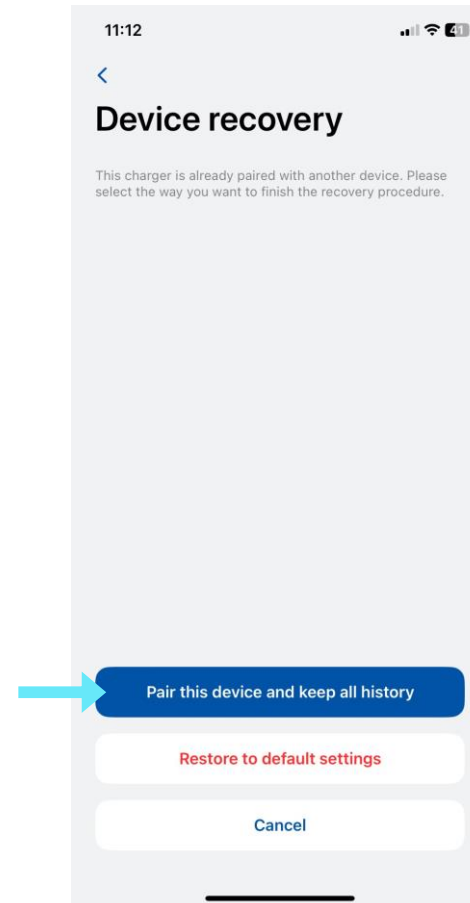 11:12
41
Device recovery
This charger is already paired with another device. Please
select the way you want to finish the recovery procedure.
Pair this device and keep all history
Restore to default settings
Cancel